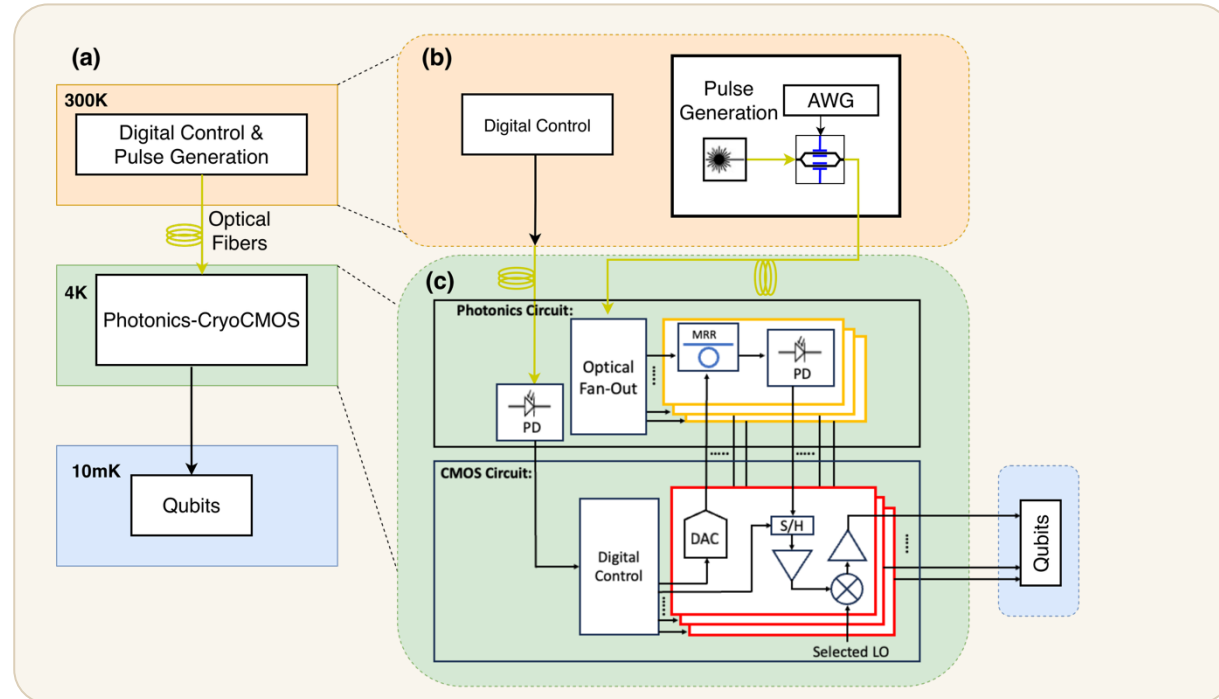 (a)
300K
Digital Control &
Pulse Generation
Optical
Fibers
4K
Photonics-CryoCMOS
10mK
Qubits
(b)
Digital Control
Pulse
Generation
AWG
(c)
Photonics Circuit:
Optical
Fan-Out
MRR
PD
PD
CMOS Circuit:
Digital
Control
DAC
S/H
Selected LO
Qubits